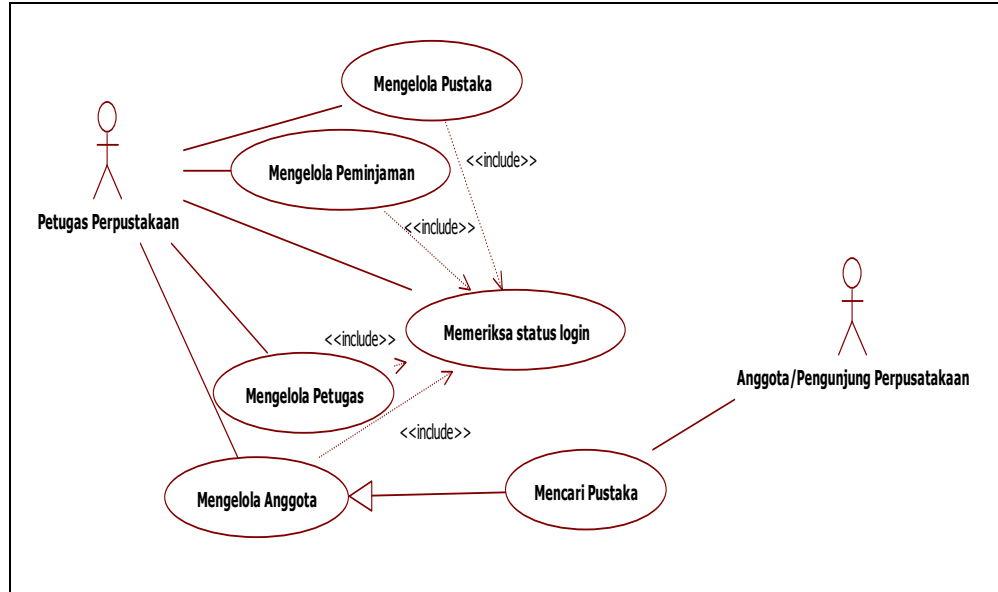 Mengelola Pustaka
<<include>>
Mengelola Peminjaman
Petugas Perpustakaan
<<include>>
Memeriksa status login
<<include>>
Anggota/Pengunjung Perpusatakaan
Mengelola Petugas
<<include>>
Mengelola Anggota
Mencari Pustaka